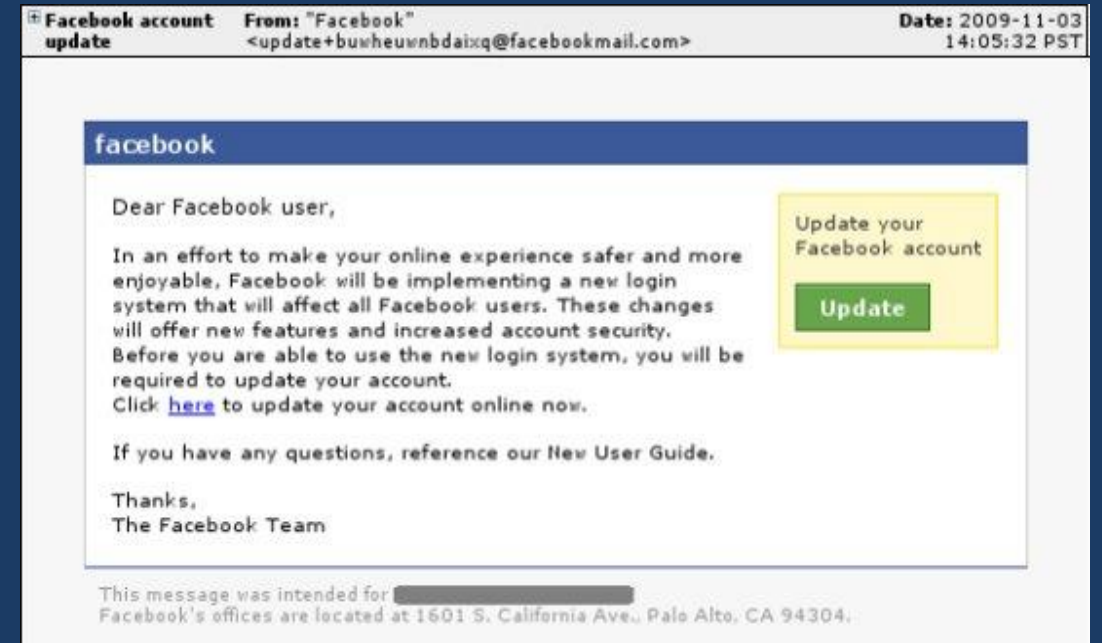 Facebook account From: "Facebook" Date: 2009-11-03
update <update+buwheuwnbdaixq@facebookmail.com> 14:05:32 PST
facebook
Dear Facebook user,
In an effort to make your online experience safer and more
enjoyable, Facebook will be implementing a new login
system that will affect all Facebook users. These changes
will offer new features and increased account security.
Before you are able to use the new login system, you will be
required to update your account.
Click here to update your account online now.
If you have any questions, reference our New User Guide.
Thanks,
The Facebook Team
Update your
Facebook account
Update
This message was intended for
Facebook's offices are located at 1601 S. California Ave., Palo Alto, CA 94304.